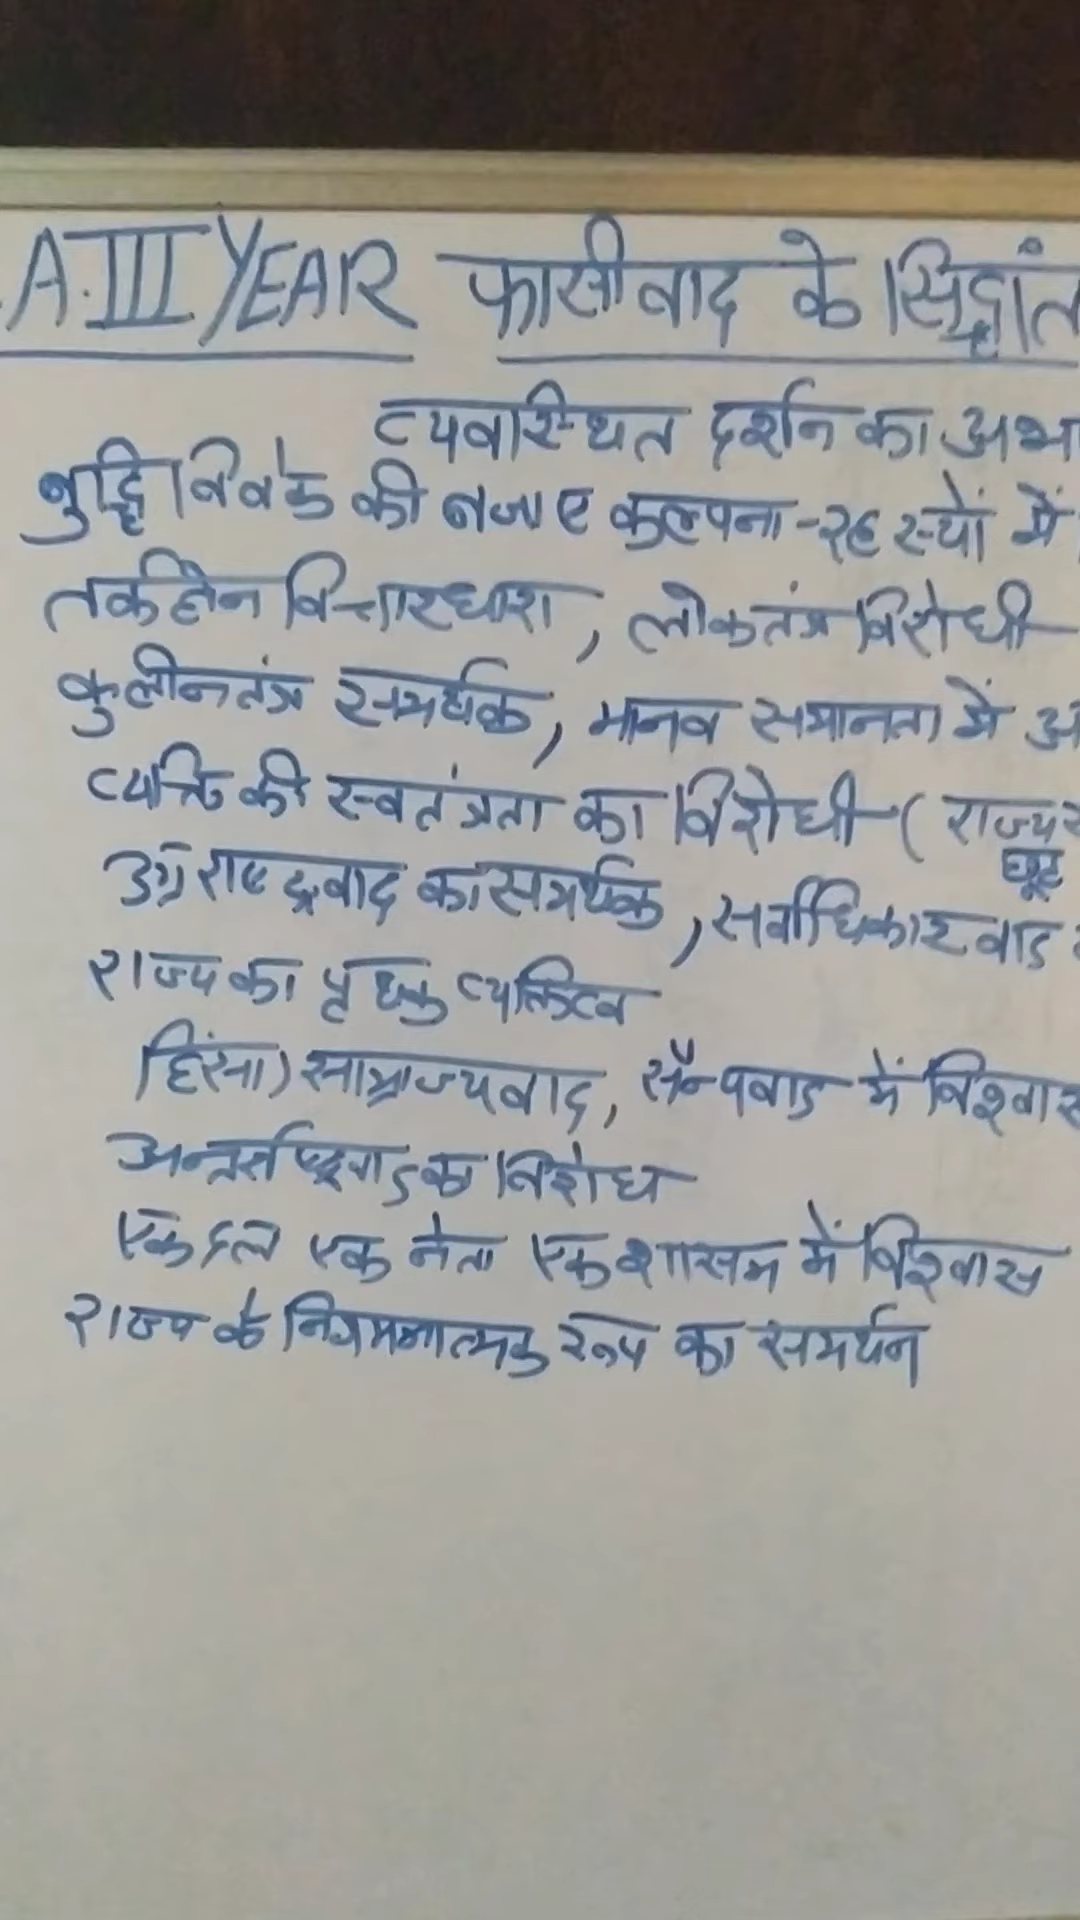 .A.III YEAR फासीवाद के सिद्धांत
व्यवस्थित दर्शन का अभा
बुद्धि विवेक की बजाए कल्पना-रहस्यों में
तर्कहीन विचारधारा, लोकतंत्र विरोधी
कुलीनतंत्र समर्थक, मानव समानता में अ
व्यक्ति की स्वतंत्रता का विरोधी (राज्य
छूट
उग्र राष्ट्रवाद का समर्थक, सर्वाधिकारवाद
राज्य का पृथक व्यक्तित्व
हिंसा) साम्राज्यवाद, सैन्यवाद में विश्वास
अन्तर्राष्ट्रवाद का विरोध
एक दल एक नेता एक शासन में विश्वास
राज्य के निगमनात्मक रूप का समर्थन